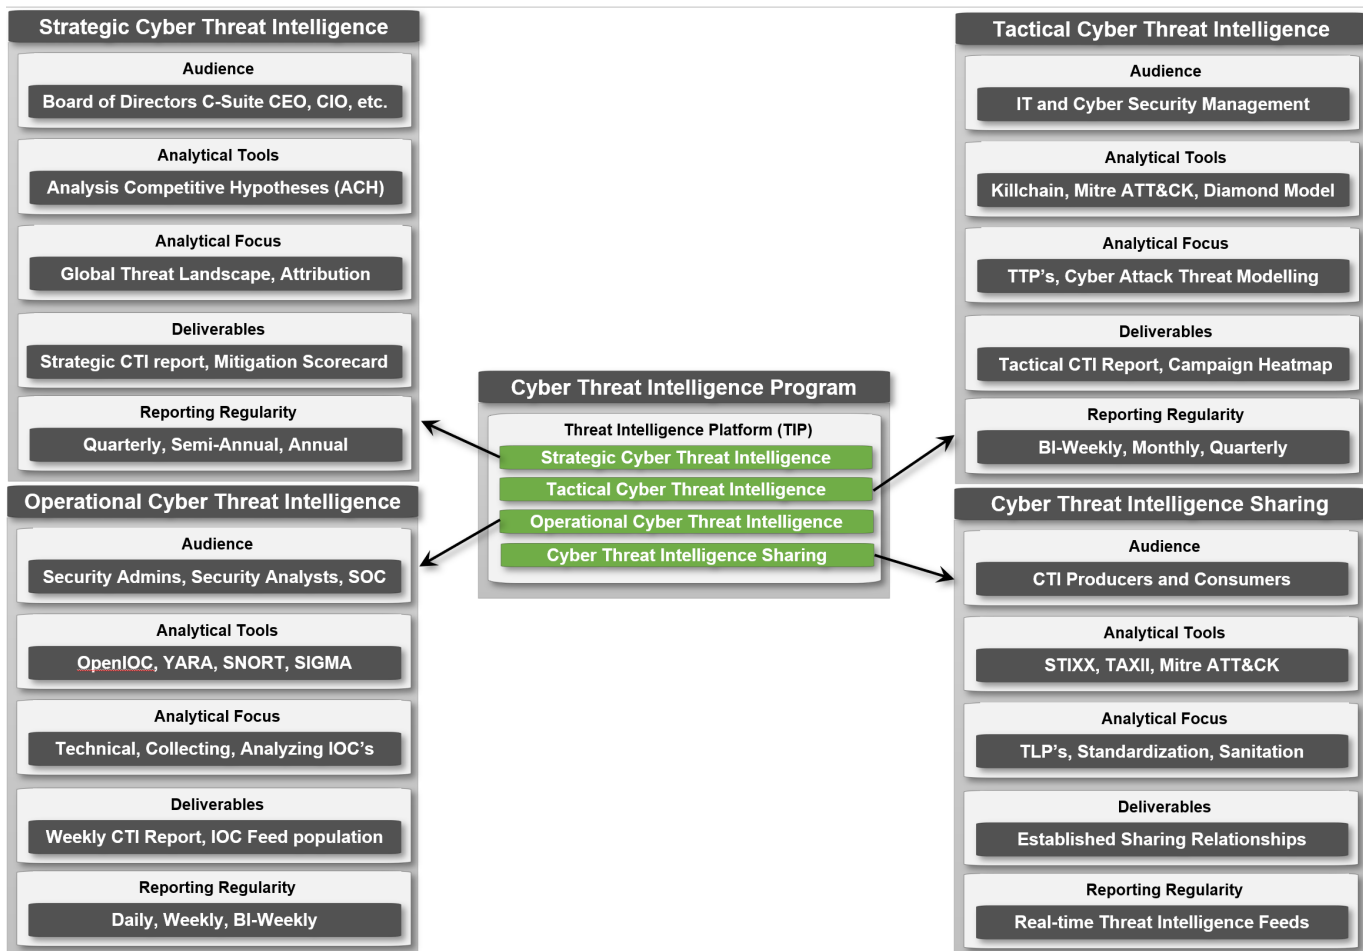 Strategic Cyber Threat Intelligence
Audience
Board of Directors C-Suite CEO, CIO, etc.
Analytical Tools
Analysis Competitive Hypotheses (ACH)
Analytical Focus
Global Threat Landscape, Attribution
Deliverables
Strategic CTI report, Mitigation Scorecard
Reporting Regularity
Quarterly, Semi-Annual, Annual
Operational Cyber Threat Intelligence
Audience
Security Admins, Security Analysts, SOC
Analytical Tools
OpenIOC, YARA, SNORT, SIGMA
Analytical Focus
Technical, Collecting, Analyzing IOC's
Deliverables
Weekly CTI Report, IOC Feed population
Reporting Regularity
Daily, Weekly, BI-Weekly
Cyber Threat Intelligence Program
Threat Intelligence Platform (TIP)
Strategic Cyber Threat Intelligence
Tactical Cyber Threat Intelligence
Operational Cyber Threat Intelligence
Cyber Threat Intelligence Sharing
Tactical Cyber Threat Intelligence
Audience
IT and Cyber Security Management
Analytical Tools
Killchain, Mitre ATT&CK, Diamond Model
Analytical Focus
TTP's, Cyber Attack Threat Modelling
Deliverables
Tactical CTI Report, Campaign Heatmap
Reporting Regularity
BI-Weekly, Monthly, Quarterly
Cyber Threat Intelligence Sharing
Audience
CTI Producers and Consumers
Analytical Tools
STIXX, TAXII, Mitre ATT&CK
Analytical Focus
TLP's, Standardization, Sanitation
Deliverables
Established Sharing Relationships
Reporting Regularity
Real-time Threat Intelligence Feeds